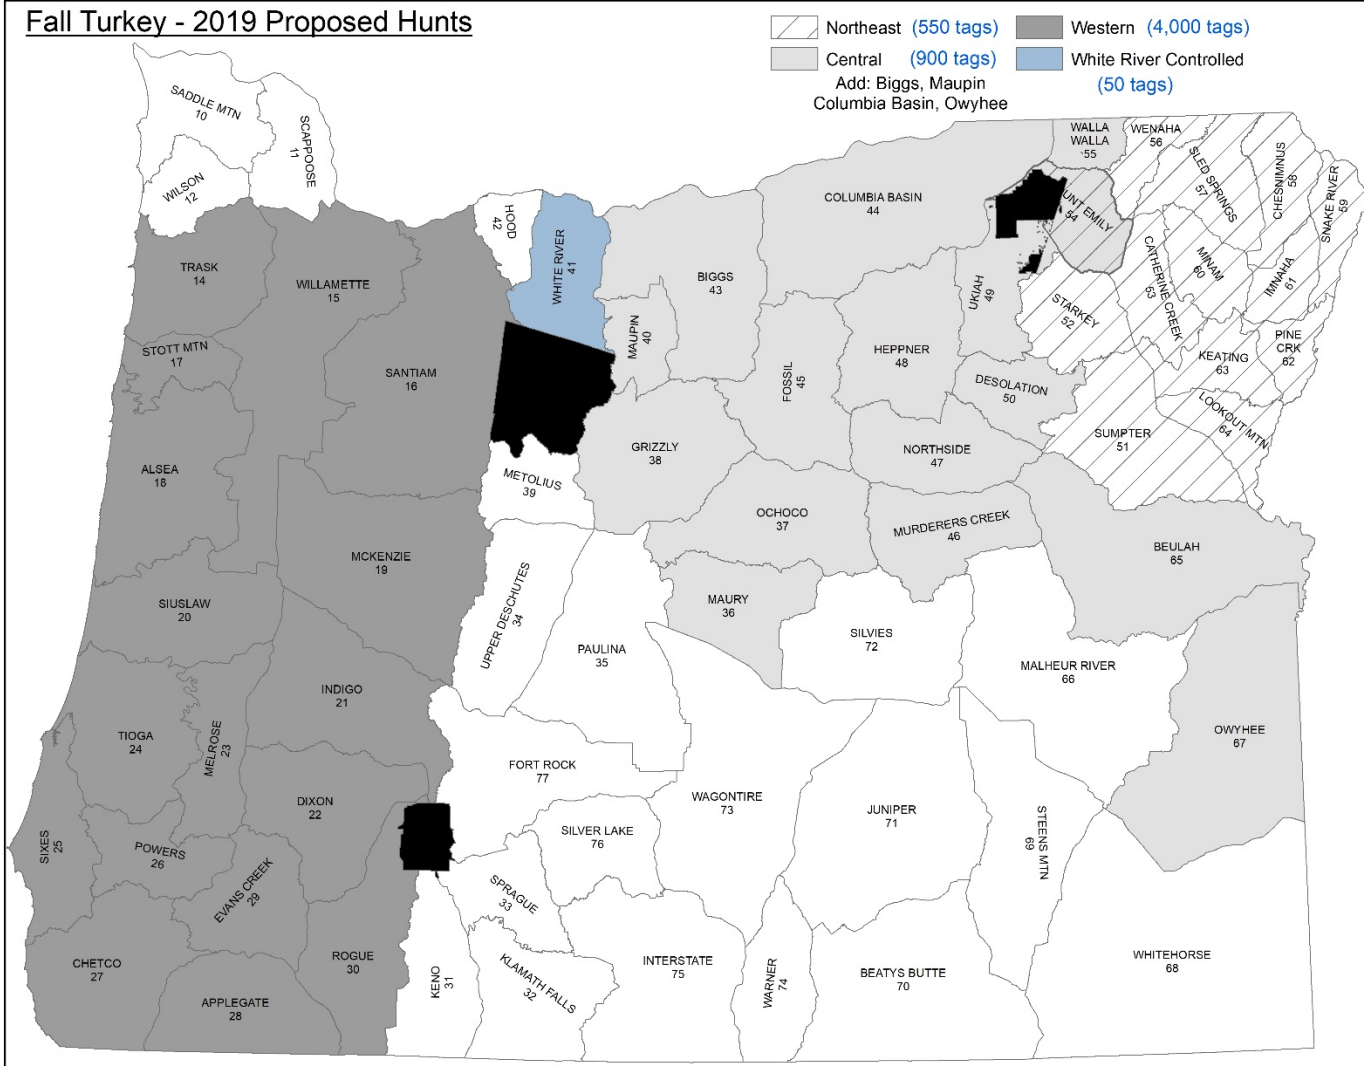 Fall Turkey - 2019 Proposed Hunts
Northeast (550 tags)
Western (4,000 tags)
Central (900 tags)
White River Controlled
(50 tags)
Add: Biggs, Maupin
Columbia Basin, Owyhee
SADDLE MTN
10
SCAPPOOSE
11
WILSON
12
TRASK
14
WILLAMETTE
15
SANTIAM
16
STOTT MTN
17
ALSEA
18
MCKENZIE
19
SIUSLAW
20
INDIGO
21
DIXON
22
MELROSE
23
TIOGA
24
SIXES
25
POWERS
26
CHETCO
27
APPLEGATE
28
EVANS CREEK
29
ROGUE
30
KENO
31
KLAMATH FALLS
32
SPRAGUE
33
UPPER DESCHUTES
34
PAULINA
35
MAURY
36
OCHOCO
37
GRIZZLY
38
METOLIUS
39
MAUPIN
40
WHITE RIVER
41
HOOD
42
BIGGS
43
COLUMBIA BASIN
44
FOSSIL
45
MURDERERS CREEK
46
NORTHSIDE
47
HEPPNER
48
UKIAH
49
DESOLATION
50
SUMPTER
51
STARKEY
52
CATHERINE CREEK
53
UNT EMILY
54
WALLA
WALLA
55
WENAHA
56
SLED SPRINGS
57
CHESNIMNUS
58
SNAKE RIVER
59
MINAM
60
IMNAHA
61
PINE
CRK
62
KEATING
63
LOOKOUT MTN
64
BEULAH
65
MALHEUR RIVER
66
OWYHEE
67
WHITEHORSE
68
STEENS MTN
69
BEATYS BUTTE
70
JUNIPER
71
SILVIES
72
WAGONTIRE
73
WARNER
74
INTERSTATE
75
SILVER LAKE
76
FORT ROCK
77